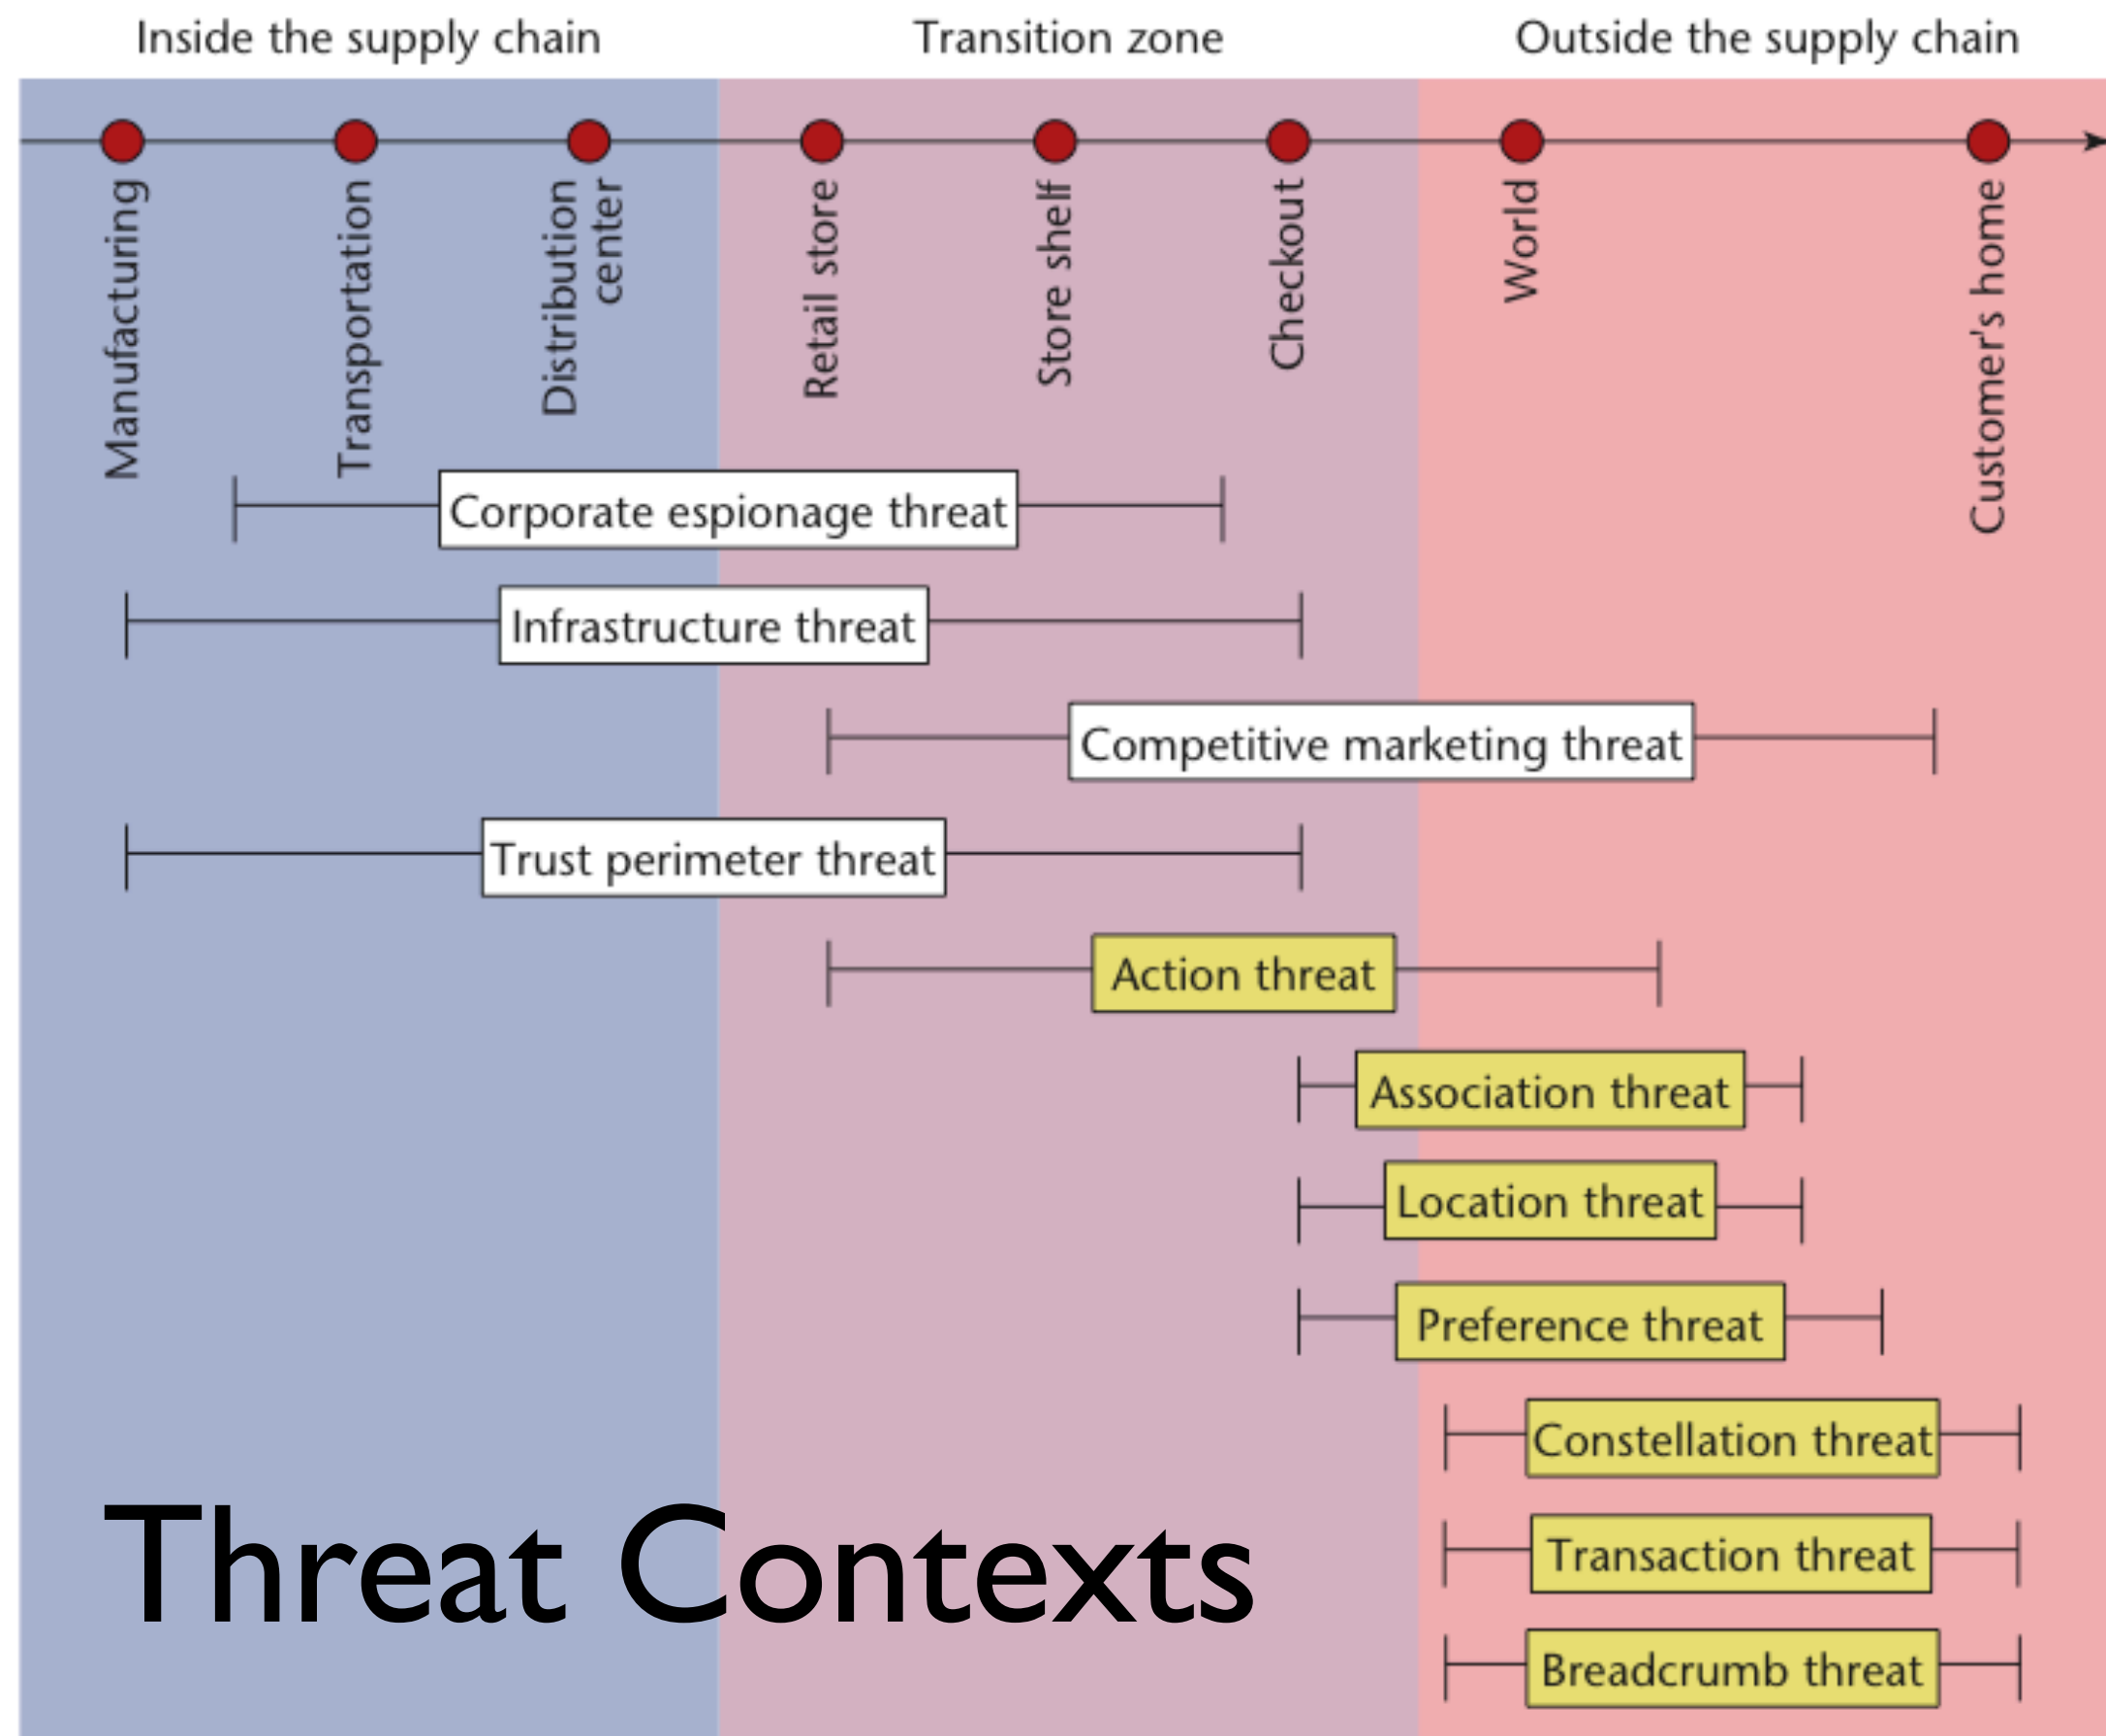 Inside the supply chain
Transition zone
Outside the supply chain
Manufacturing
Transportation
Distribution
center
Retail store
Store shelf
Checkout
World
Customer's home
Corporate espionage threat
Infrastructure threat
Competitive marketing threat
Trust perimeter threat
Action threat
Association threat
Location threat
Preference threat
Constellation threat
Transaction threat
Breadcrumb threat
Threat Contexts